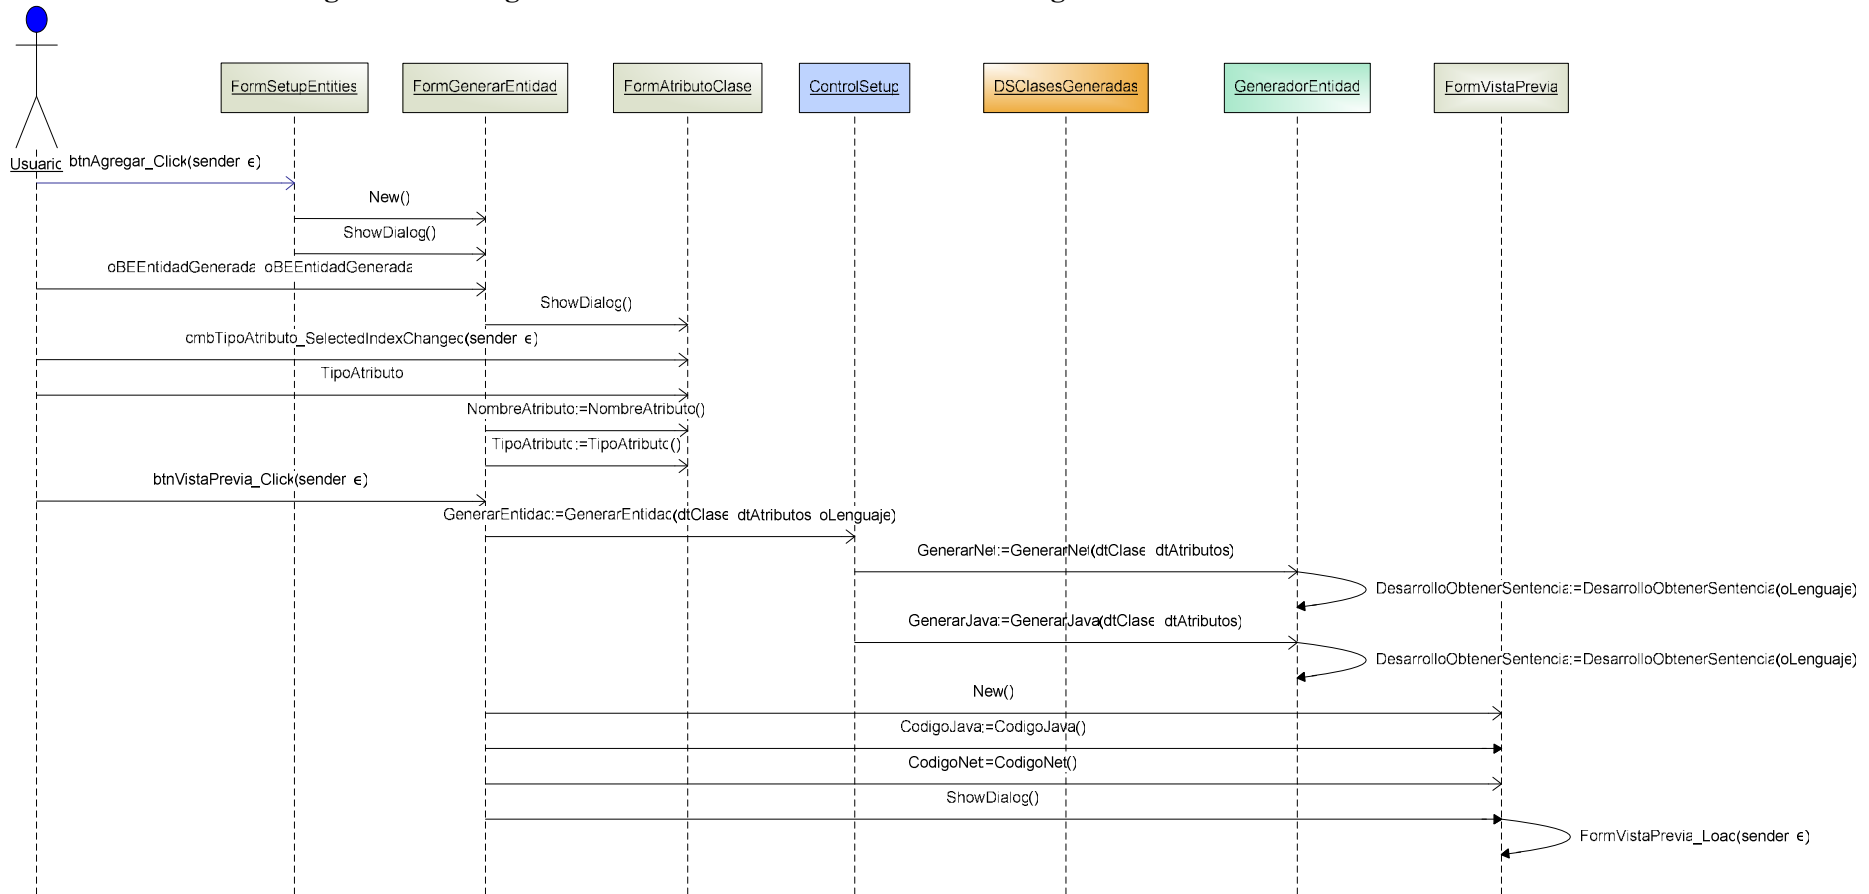 FormSetupEntities
FormGenerarEntidad
FormAtributoClase
ControlSetup
DSClasesGeneradas
GeneradorEntidad
FormVistaPrevia
Usuario
btnAgregar_Click(sender e)
New()
ShowDialog()
oBEEntidadGenerada oBEEntidadGenerada
ShowDialog()
cmbTipoAtributo_SelectedIndexChanged(sender e)
TipoAtributo
NombreAtributo:=NombreAtributo()
TipoAtributo:=TipoAtributo()
btnVistaPrevia_Click(sender e)
GenerarEntidad:=GenerarEntidad(dtClase dtAtributos oLenguaje)
GenerarNet:=GenerarNet(dtClase dtAtributos)
DesarrolloObtenerSentencia:=DesarrolloObtenerSentencia(oLenguaje)
GenerarJava:=GenerarJava(dtClase dtAtributos)
DesarrolloObtenerSentencia:=DesarrolloObtenerSentencia(oLenguaje)
New()
CodigoJava:=CodigoJava()
CodigoNet:=CodigoNet()
ShowDialog()
FormVistaPrevia_Load(sender e)